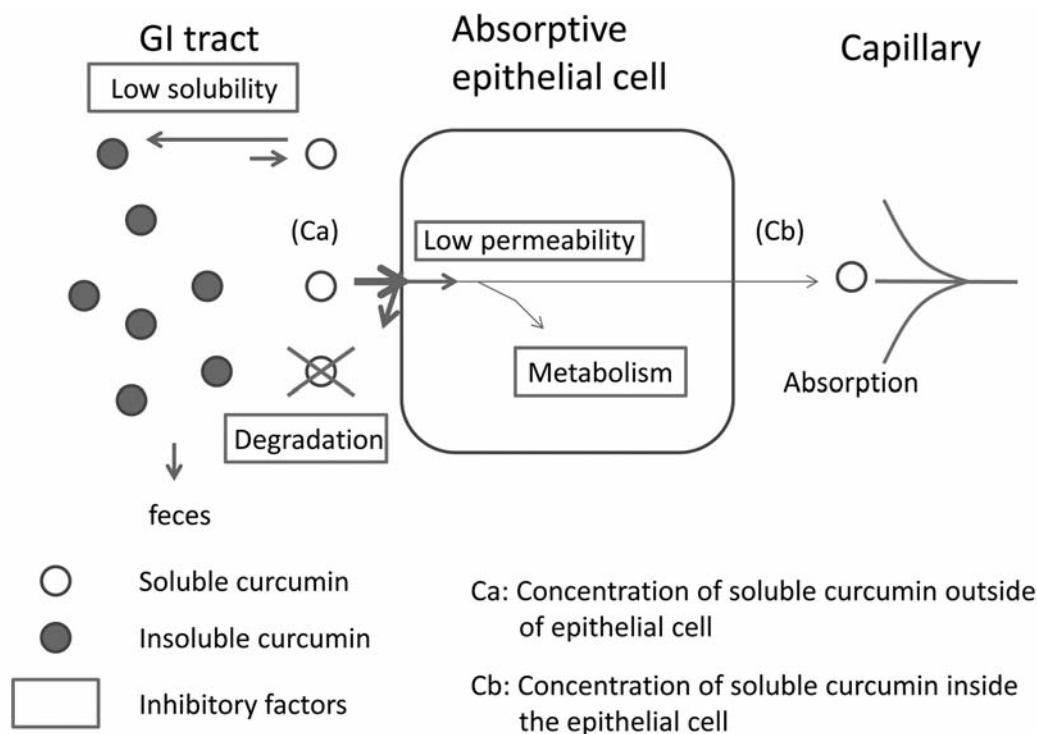 GI tract
Absorptive
epithelial cell
Capillary
Low solubility
(Ca)
Low permeability
(Cb)
Metabolism
Absorption
Degradation
feces
Soluble curcumin
Insoluble curcumin
Inhibitory factors
Ca: Concentration of soluble curcumin outside
of epithelial cell
Cb: Concentration of soluble curcumin inside
the epithelial cell